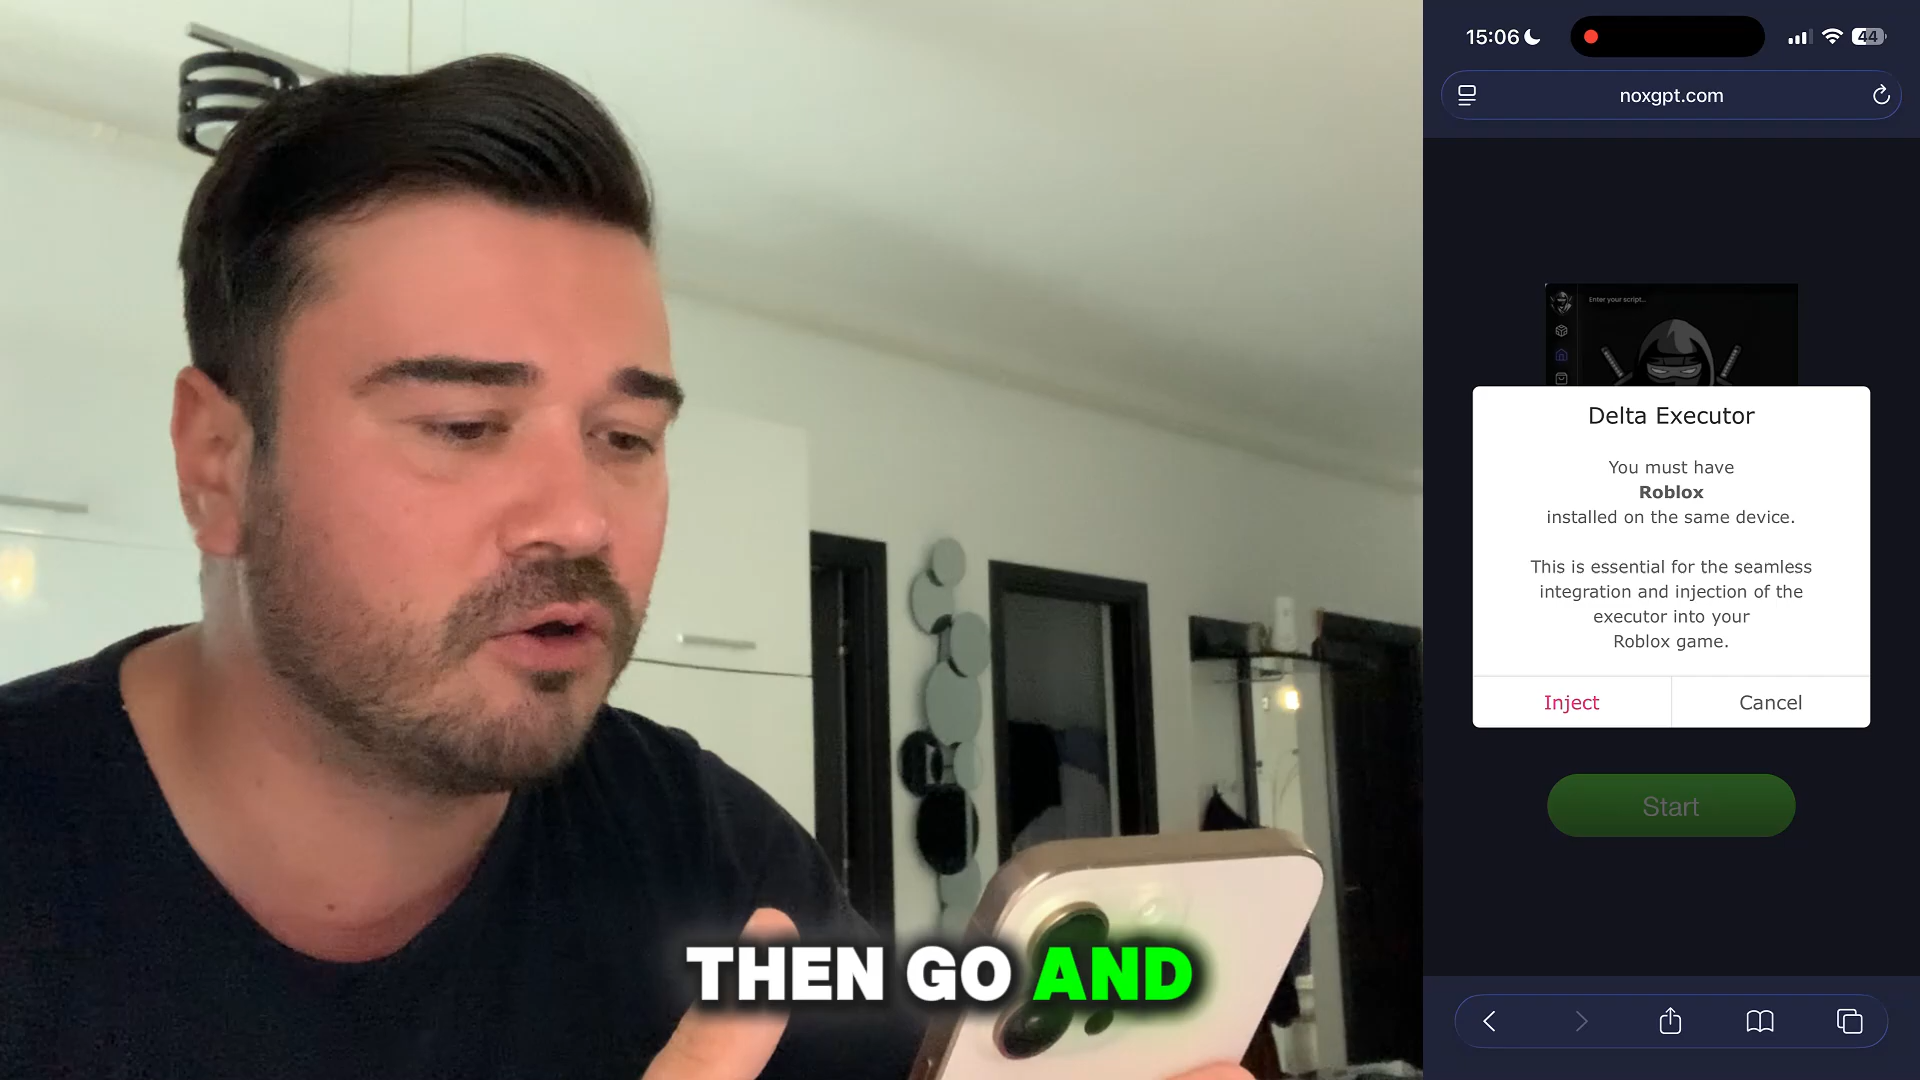 15:06
44
noxgpt.com
Enter your script...
Delta Executor
You must have
Roblox
installed on the same device.
This is essential for the seamless
integration and injection of the
executor into your
Roblox game.
Inject
Cancel
Start
THEN GO AND